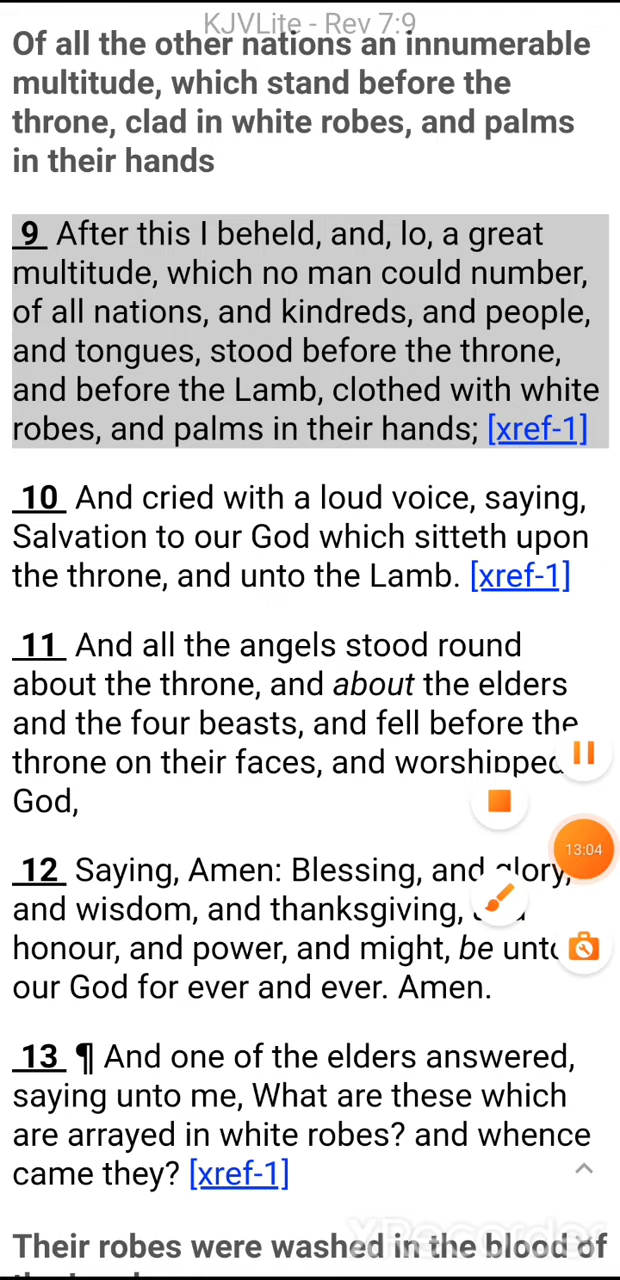 KJVLite - Rev 7:9
Of all the other nations an innumerable
multitude, which stand before the
throne, clad in white robes, and palms
in their hands
9 After this I beheld, and, lo, a great
multitude, which no man could number,
of all nations, and kindreds, and people,
and tongues, stood before the throne,
and before the Lamb, clothed with white
robes, and palms in their hands; [xref-1]
10 And cried with a loud voice, saying,
Salvation to our God which sitteth upon
the throne, and unto the Lamb. [xref-1]
11 And all the angels stood round
about the throne, and about the elders
and the four beasts, and fell before the
throne on their faces, and worshipped
God,
12 Saying, Amen: Blessing, and glory,
and wisdom, and thanksgiving,
honour, and power, and might, be unto
our God for ever and ever. Amen.
13:04
13 ¶ And one of the elders answered,
saying unto me, What are these which
are arrayed in white robes? and whence
came they? [xref-1]
XRecorder
Their robes were washed in the blood of